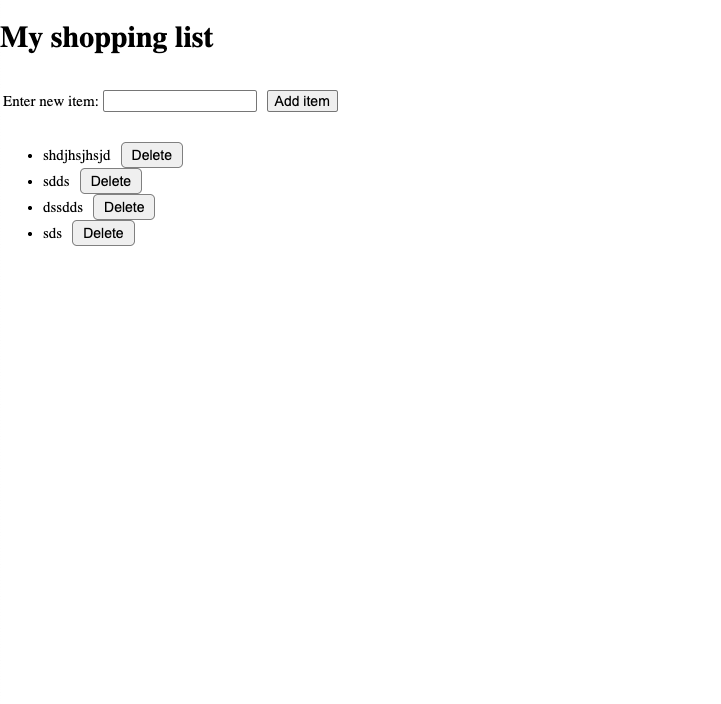 My shopping list
Enter new item: Add item
shdjhsjhsjd Delete
sdds Delete
dssdds Delete
sds Delete